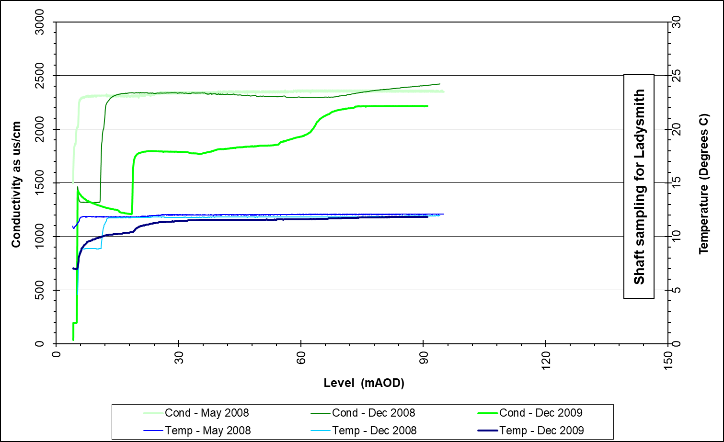 3000
2500
2000
1500
1000
500
0
Conductivity as us/cm
30
25
20
15
10
5
0
Temperature (Degrees C)
Shaft sampling for Ladysmith
0 30 60 90 120 150
Level (mAOD)
Cond - May 2008 Cond - Dec 2008 Cond - Dec 2009
Temp - May 2008 Temp - Dec 2008 Temp - Dec 2009